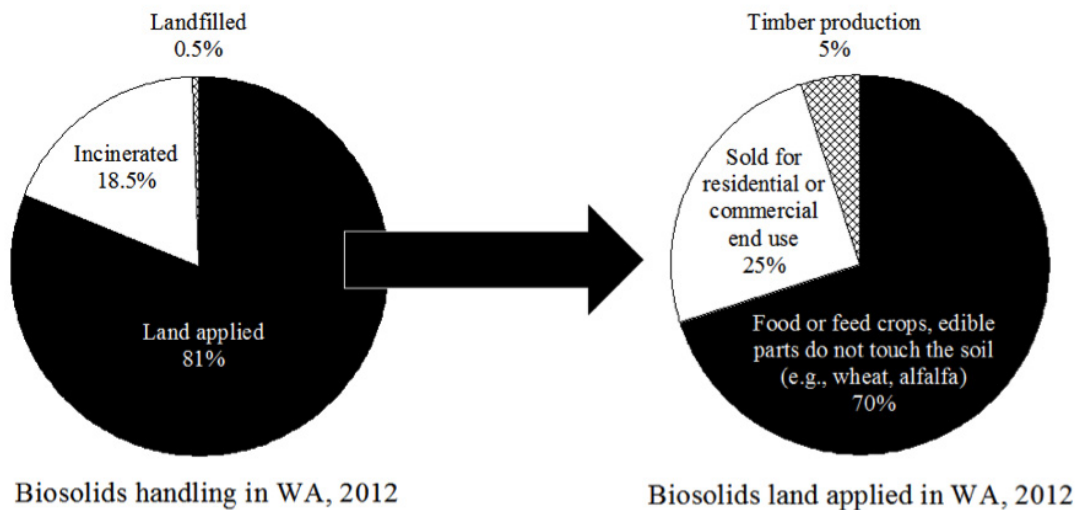 Landfilled
0.5%
Incinerated
18.5%
Land applied
81%
Biosolids handling in WA, 2012
Timber production
5%
Sold for
residential or
commercial
end use
25%
Food or feed crops, edible
parts do not touch the soil
(e.g., wheat, alfalfa)
70%
Biosolids land applied in WA, 2012